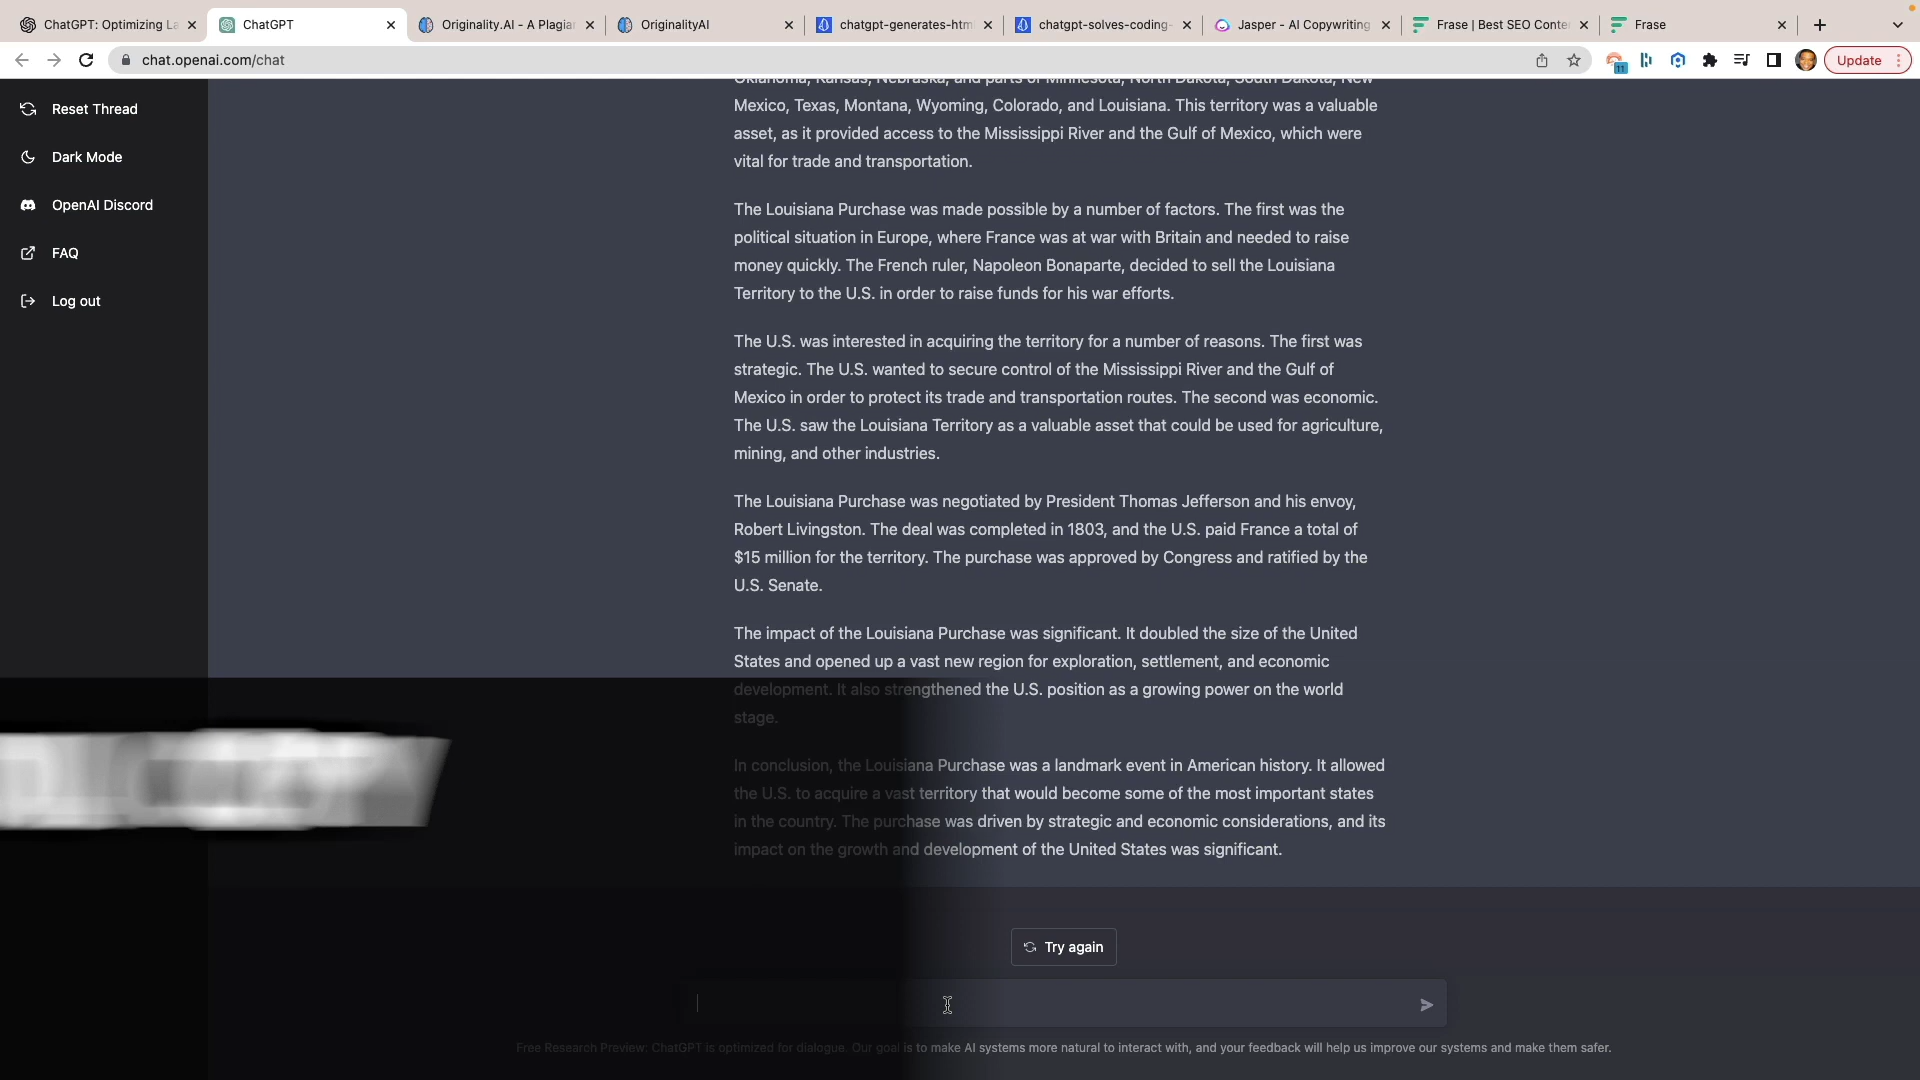 ChatGPT: Optimizing La
ChatGPT
Originality.AI - A Plagia
OriginalityAI
chatgpt-generates-htm
chatgpt-solves-coding-
Jasper - AI Copywriting
Frase | Best SEO Conte
Frase
chat.openai.com/chat
11
Update
Reset Thread
Dark Mode
OpenAI Discord
FAQ
Log out
Oklahoma, Kansas, Nebraska, and parts of Minnesota, North Dakota, South Dakota, New
Mexico, Texas, Montana, Wyoming, Colorado, and Louisiana. This territory was a valuable
asset, as it provided access to the Mississippi River and the Gulf of Mexico, which were
vital for trade and transportation.
The Louisiana Purchase was made possible by a number of factors. The first was the
political situation in Europe, where France was at war with Britain and needed to raise
money quickly. The French ruler, Napoleon Bonaparte, decided to sell the Louisiana
Territory to the U.S. in order to raise funds for his war efforts.
The U.S. was interested in acquiring the territory for a number of reasons. The first was
strategic. The U.S. wanted to secure control of the Mississippi River and the Gulf of
Mexico in order to protect its trade and transportation routes. The second was economic.
The U.S. saw the Louisiana Territory as a valuable asset that could be used for agriculture,
mining, and other industries.
The Louisiana Purchase was negotiated by President Thomas Jefferson and his envoy,
Robert Livingston. The deal was completed in 1803, and the U.S. paid France a total of
$15 million for the territory. The purchase was approved by Congress and ratified by the
U.S. Senate.
The impact of the Louisiana Purchase was significant. It doubled the size of the United
States and opened up a vast new region for exploration, settlement, and economic
development. It also strengthened the U.S. position as a growing power on the world
stage.
In conclusion, the Louisiana Purchase was a landmark event in American history. It allowed
the U.S. to acquire a vast territory that would become some of the most important states
in the country. The purchase was driven by strategic and economic considerations, and its
impact on the growth and development of the United States was significant.
Try again
Free Research Preview: ChatGPT is optimized for dialogue. Our goal is to make AI systems more natural to interact with, and your feedback will help us improve our systems and make them safer.